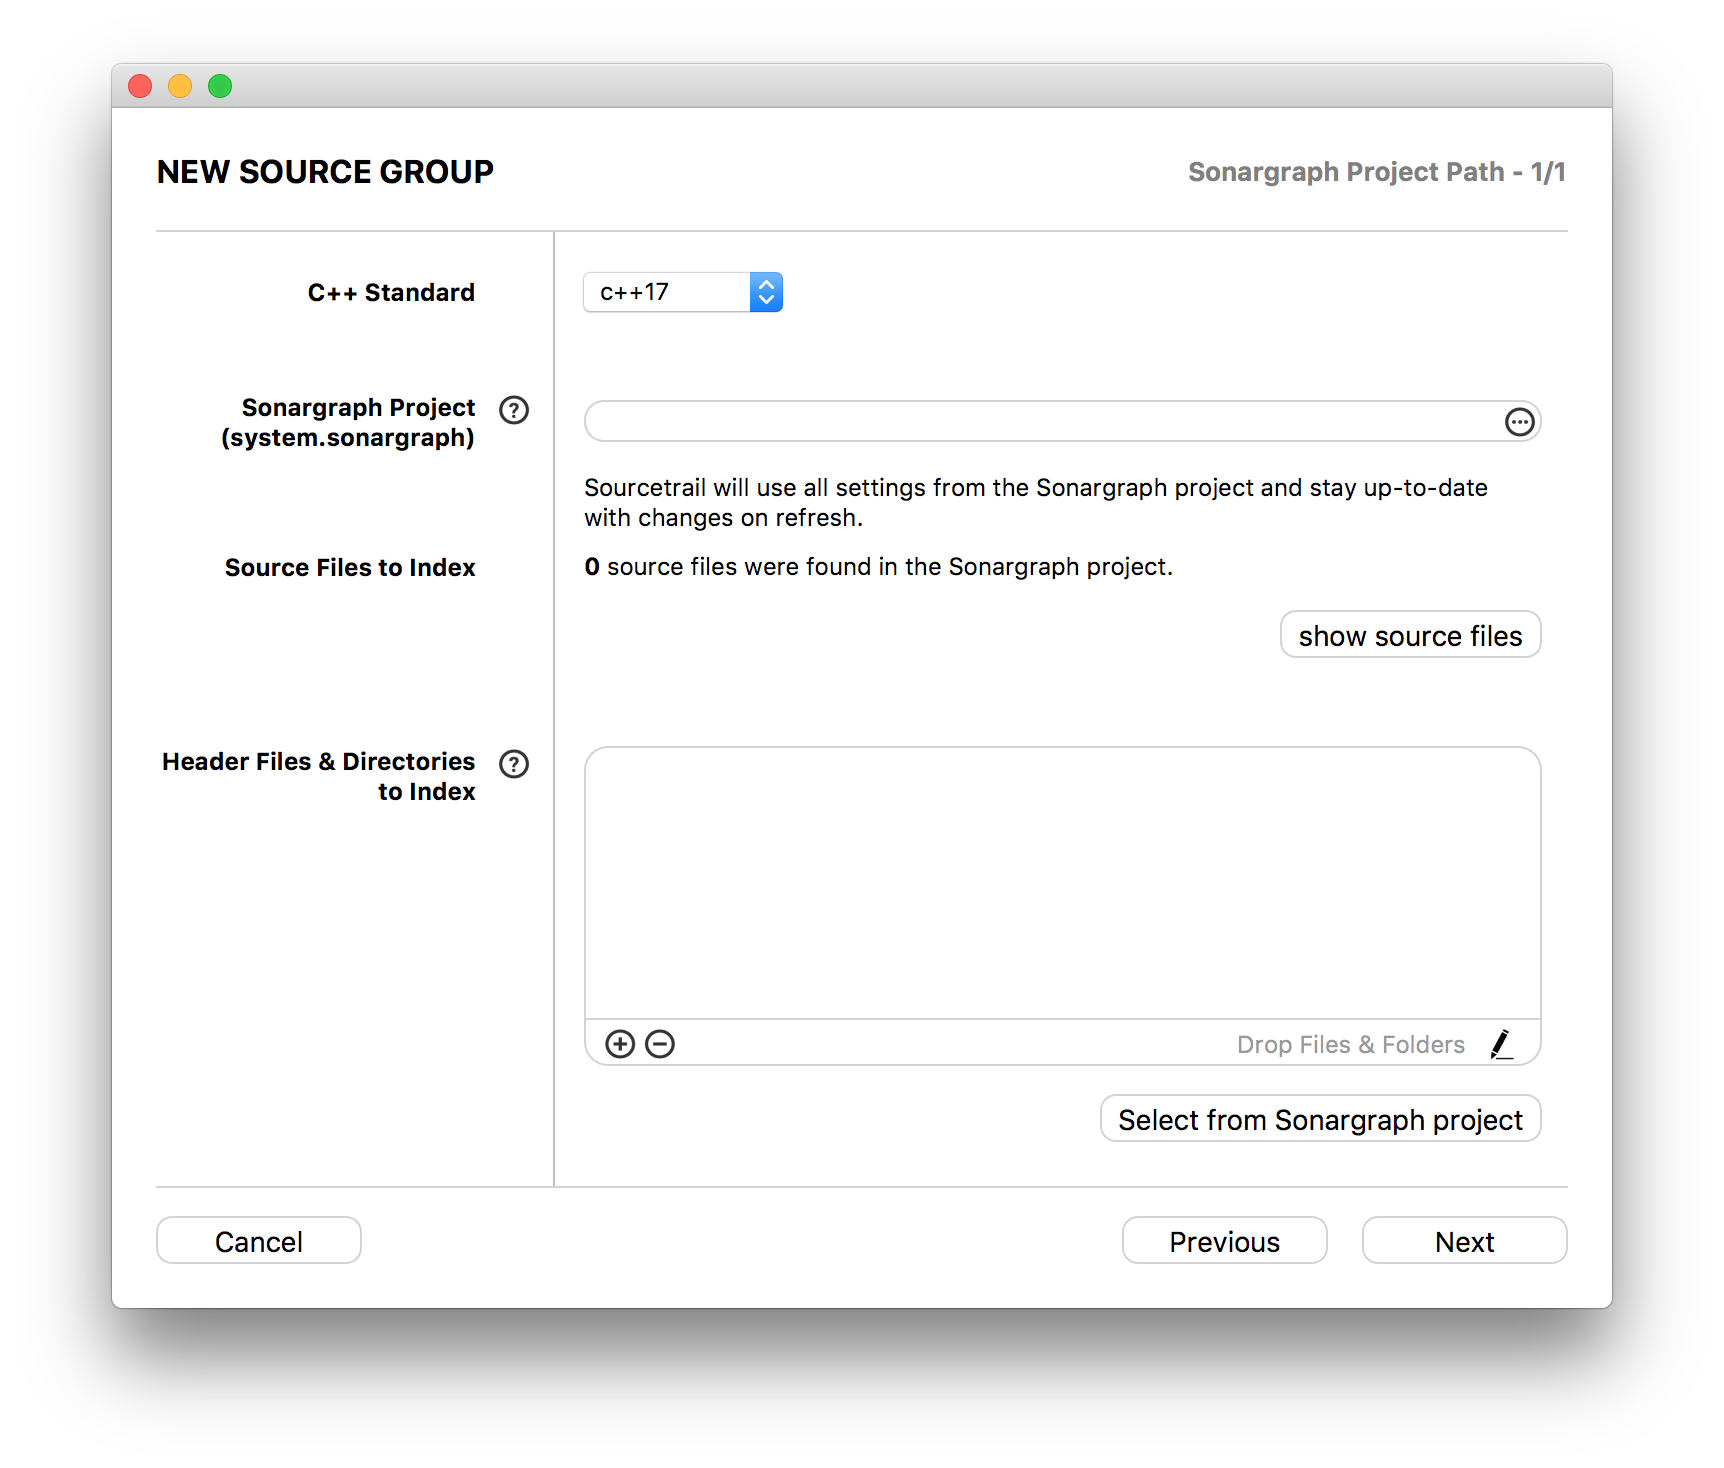 NEW SOURCE GROUP
Sonargraph Project Path - 1/1
C++ Standard
c++17
Sonargraph Project
(system.sonargraph)
Sourcetrail will use all settings from the Sonargraph project and stay up-to-date
with changes on refresh.
Source Files to Index
0 source files were found in the Sonargraph project.
show source files
Header Files & Directories
to Index
Drop Files & Folders
Select from Sonargraph project
Cancel
Previous
Next